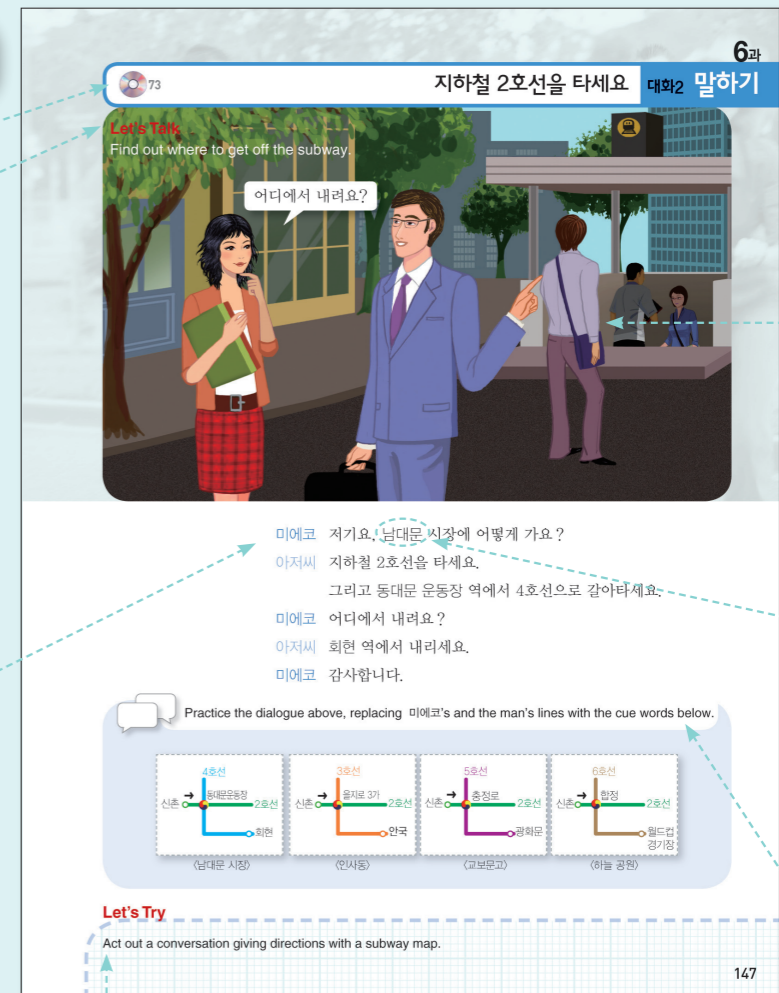 6과
73
지하철 2호선을 타세요 대화2 말하기
Let's Talk
Find out where to get off the subway.
어디에서 내려요?
미에코 저기요, 남대문 시장에 어떻게 가요?
아저씨 지하철 2호선을 타세요.
그리고 동대문 운동장 역에서 4호선으로 갈아타세요.
미에코 어디에서 내려요?
아저씨 회현 역에서 내리세요.
미에코 감사합니다.
Practice the dialogue above, replacing 미에코's and the man's lines with the cue words below.
4호선
신촌 동대문운동장 2호선
회현
〈남대문 시장〉
3호선
신촌 을지로 3가 2호선
안국
〈인사동〉
5호선
신촌 충정로 2호선
광화문
〈교보문고〉
6호선
신촌 합정 2호선
월드컵
경기장
〈하늘 공원〉
Let's Try
Act out a conversation giving directions with a subway map.
147